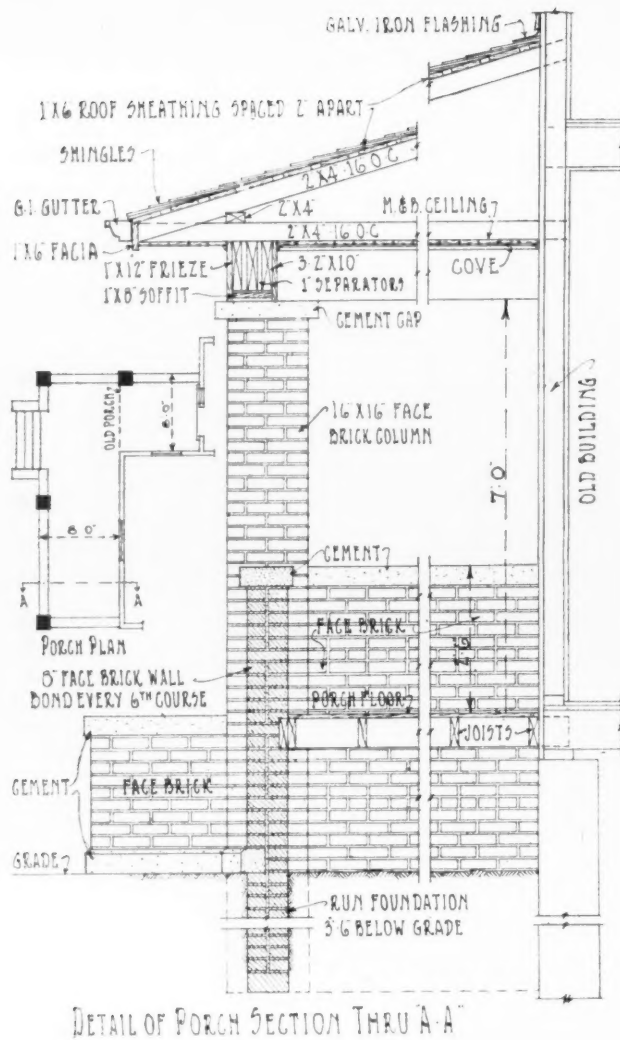 GALV. IRON FLASHING
1"X6" ROOF SHEATHING SPACED 2" APART
SHINGLES
2"X4"-16"O-C
G.I. GUTTER
2"X4"
M.&B. CEILING
2"X4"-16"O-C
1"X6" FACIA
1"X12" FRIEZE
3-2"X10"
COVE
1" SEPARATORS
1"X8" SOFFIT
CEMENT CAP
16"X16" FACE
BRICK COLUMN
OLD PORCH
8'-0"
7'-0"
OLD BUILDING
8'-0"
CEMENT
A
A
PORCH PLAN
FACE BRICK
8" FACE BRICK WALL
BOND EVERY 6TH COURSE
PORCH FLOOR
JOISTS
FACE BRICK
CEMENT
GRADE
RUN FOUNDATION
3'-6" BELOW GRADE
DETAIL OF PORCH SECTION THRU "A-A"